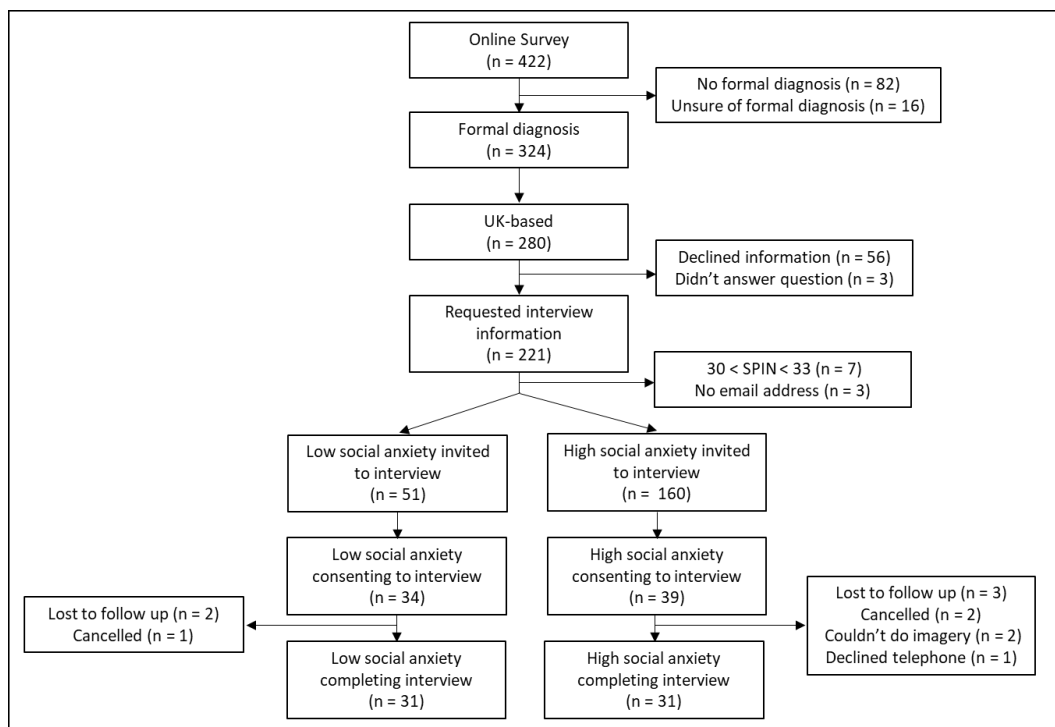 Online Survey
(n = 422)
No formal diagnosis (n = 82)
Unsure of formal diagnosis (n = 16)
Formal diagnosis
(n = 324)
UK-based
(n = 280)
Declined information (n = 56)
Didn't answer question (n = 3)
Requested interview
information
(n = 221)
30 < SPIN < 33 (n = 7)
No email address (n = 3)
Low social anxiety invited
to interview
(n = 51)
High social anxiety invited
to interview
(n =  160)
Low social anxiety
consenting to interview
(n = 34)
High social anxiety
consenting to interview
(n = 39)
Lost to follow up (n = 2)
Cancelled (n = 1)
Lost to follow up (n = 3)
Cancelled (n = 2)
Couldn't do imagery (n = 2)
Declined telephone (n = 1)
Low social anxiety
completing interview
(n = 31)
High social anxiety
completing interview
(n = 31)